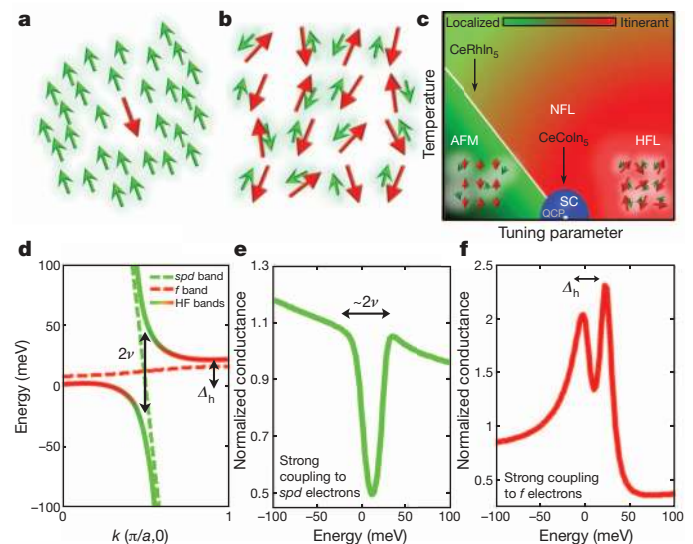 a
b
c
Localized
Itinerant
CeRhIn5
NFL
AFM
CeCoIn5
HFL
SC
QCP
Temperature
Tuning parameter
d
100
50
0
−50
−100
Energy (meV)
spd band
f band
HF bands
2ν
Δh
0
1
k (π/a,0)
e
1.3
1.1
0.9
0.7
0.5
Normalized conductance
~2ν
Strong
coupling to
spd electrons
−100
−50
0
50
100
Energy (meV)
f
2.5
2
1.5
1
0.5
Normalized conductance
Δh
Strong coupling
to f electrons
−100
−50
0
50
100
Energy (meV)